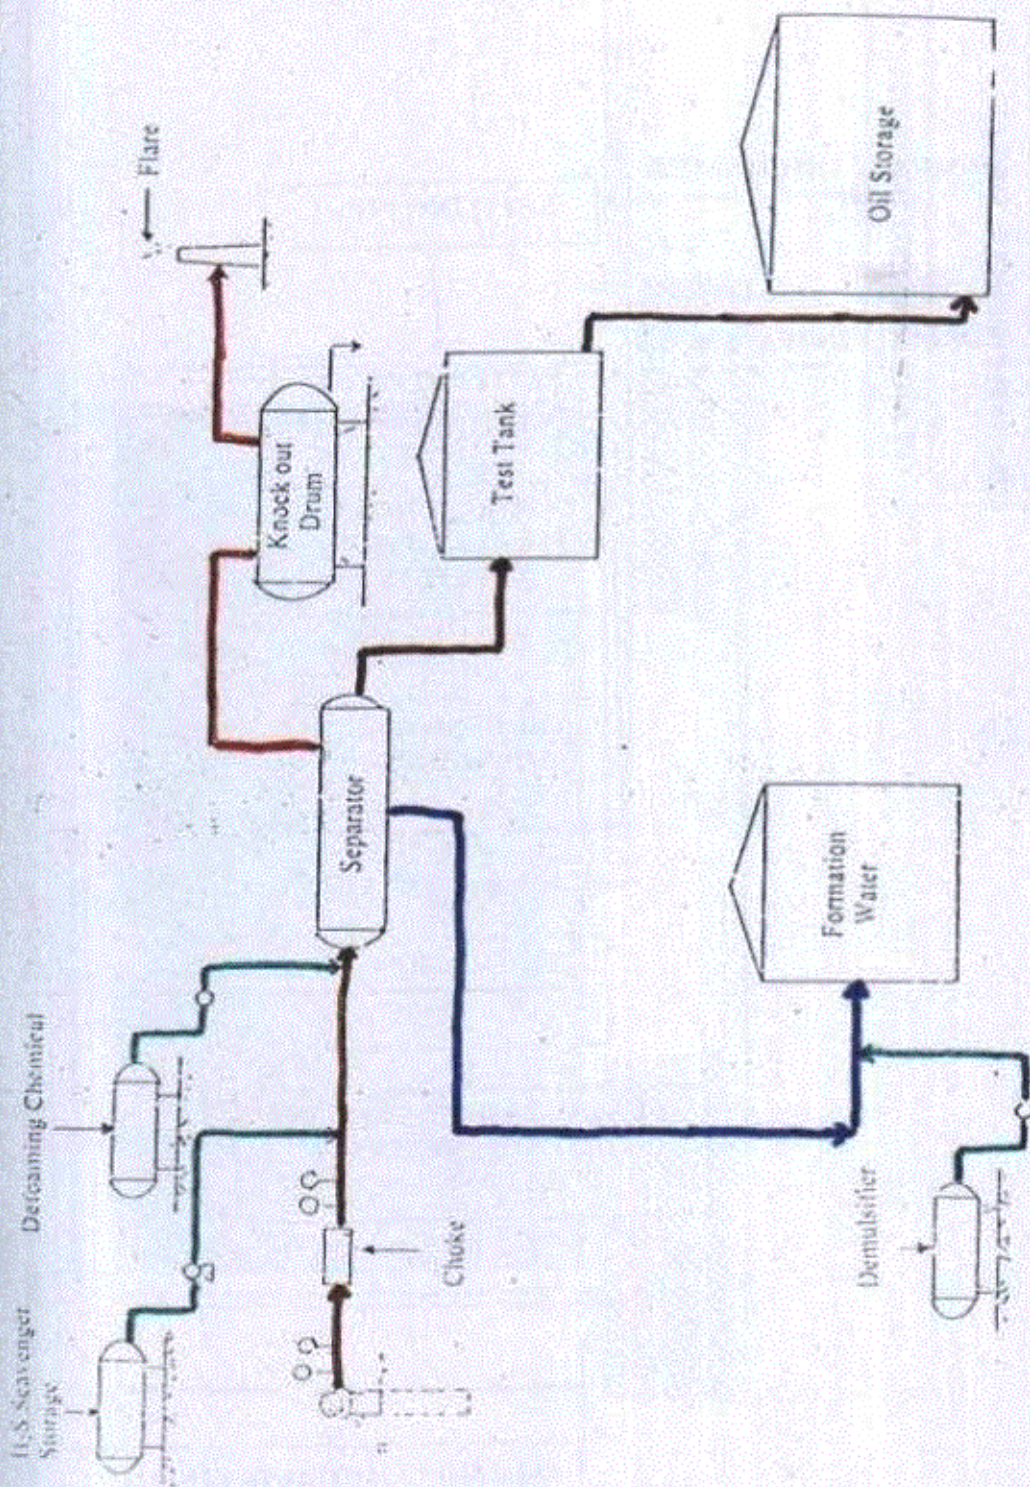 H₂S Scavenger
Storage
Defoaming Chemical
Flare
Knock out
Drum
Separator
Test Tank
Oil Storage
Choke
Demulsifier
Formation
Water